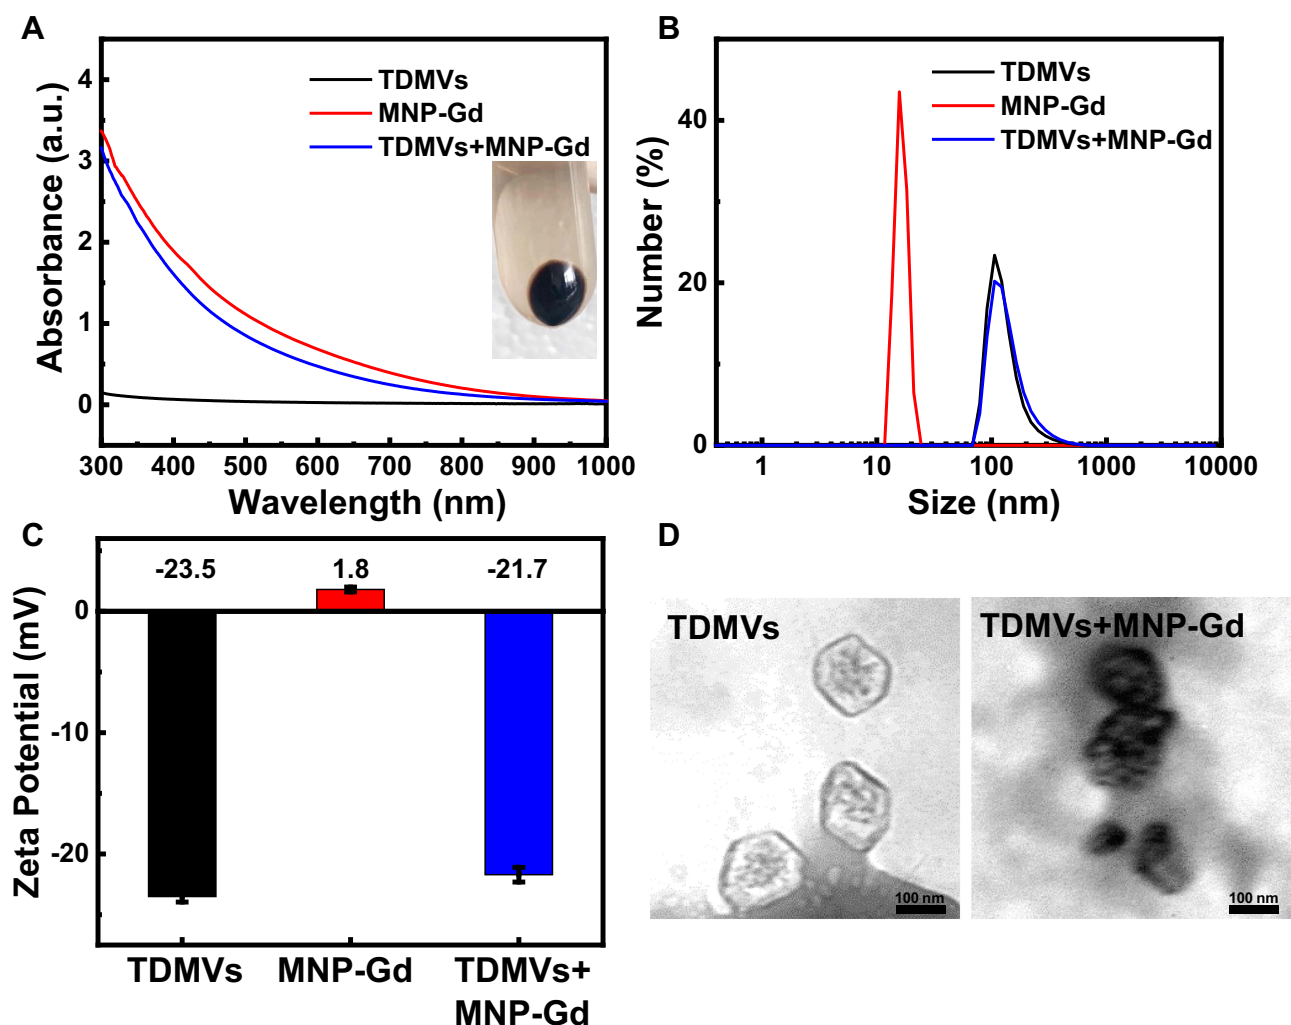 A
Absorbance (a.u.)
4
3
2
1
0
TDMVs
MNP-Gd
TDMVs+MNP-Gd
300 400 500 600 700 800 900 1000
Wavelength (nm)
B
Number (%)
40
20
0
TDMVs
MNP-Gd
TDMVs+MNP-Gd
1 10 100 1000 10000
Size (nm)
C
Zeta Potential (mV)
0
-10
-20
-23.5 1.8 -21.7
TDMVs MNP-Gd TDMVs+
MNP-Gd
D
TDMVs
100 nm
TDMVs+MNP-Gd
100 nm